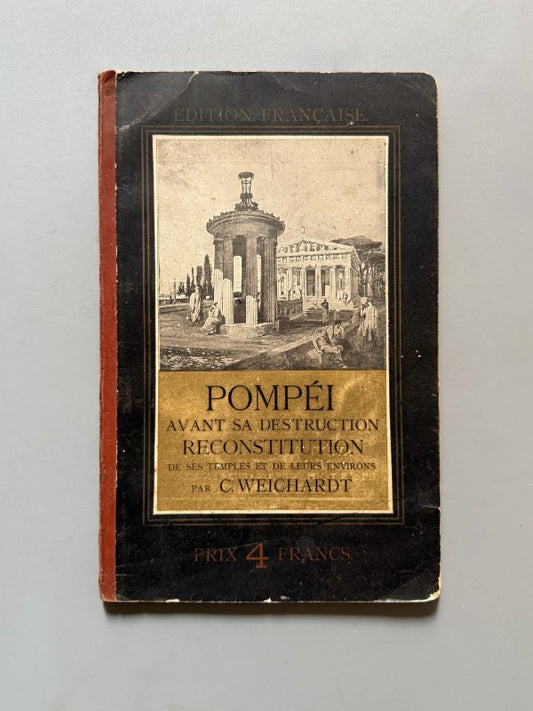 EDITION FRANÇAISE
POMPÉI
AVANT SA DESTRUCTION
RECONSTITUTION
DE SES TEMPLES ET DE LEURS ENVIRONS
PAR C. WEICHARDT
PRIX 4 FRANCS